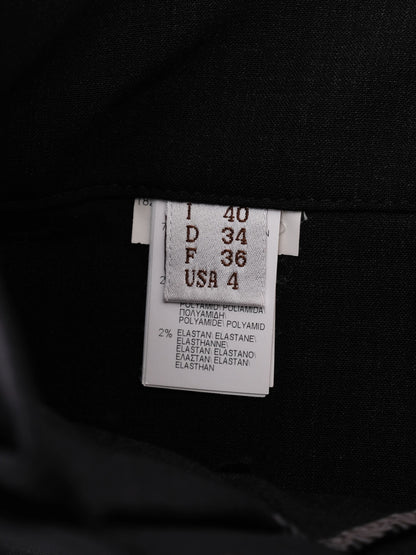 I 40
D 34
F 36
USA 4
POLYAMID\ POLIAMIDA\
ΠΟΛΥΑΜΙΔΗ\
POLYAMIDE\ POLYAMID
2% ELASTAN\ ELASTANE\
ELASTHANNE\
ELASTAN\ ELASTANO\
ΕΛΑΣΤΑΝ\ ELASTAN\
ELASTHAN